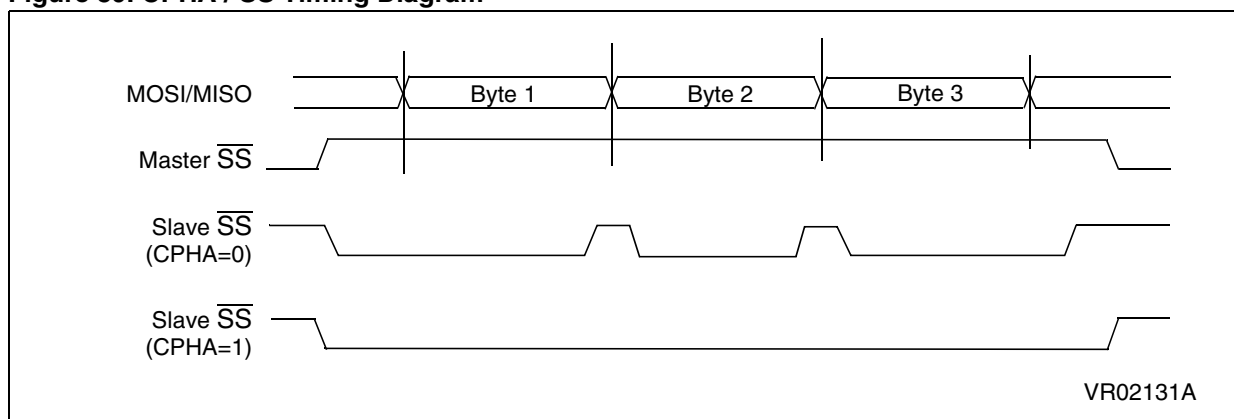 MOSI/MISO
Byte 1
Byte 2
Byte 3
Master SS
Slave SS
(CPHA=0)
Slave SS
(CPHA=1)
VR02131A